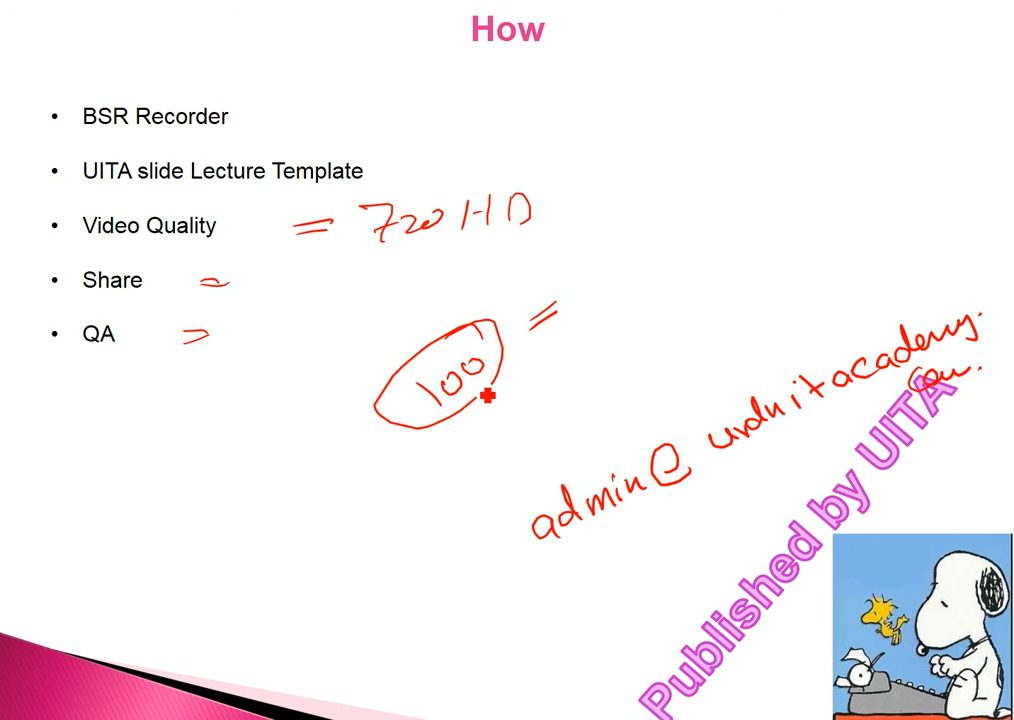 How
• BSR Recorder
• UITA slide Lecture Template
• Video Quality = 720 HD
• Share =
• QA =
100 =
admin@urduitacademy.
com.
Published by UITA